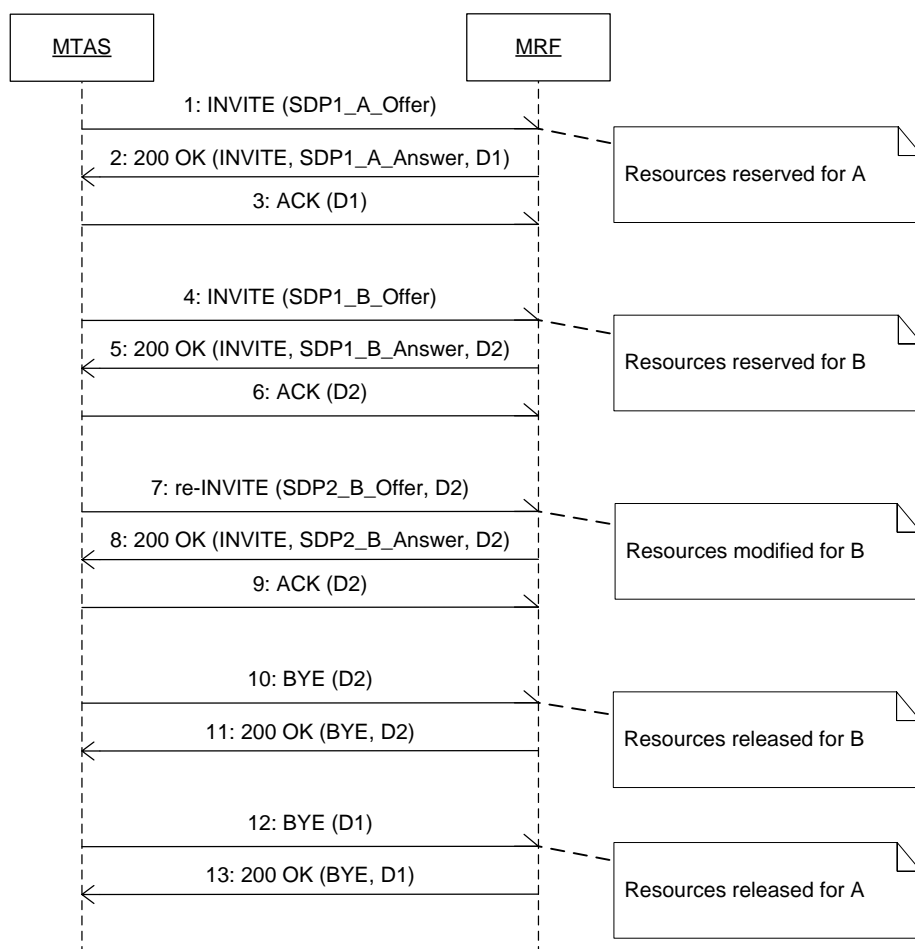 MTAS
MRF
1: INVITE (SDP1_A_Offer)
2: 200 OK (INVITE, SDP1_A_Answer, D1)
Resources reserved for A
3: ACK (D1)
4: INVITE (SDP1_B_Offer)
5: 200 OK (INVITE, SDP1_B_Answer, D2)
Resources reserved for B
6: ACK (D2)
7: re-INVITE (SDP2_B_Offer, D2)
8: 200 OK (INVITE, SDP2_B_Answer, D2)
Resources modified for B
9: ACK (D2)
10: BYE (D2)
11: 200 OK (BYE, D2)
Resources released for B
12: BYE (D1)
13: 200 OK (BYE, D1)
Resources released for A